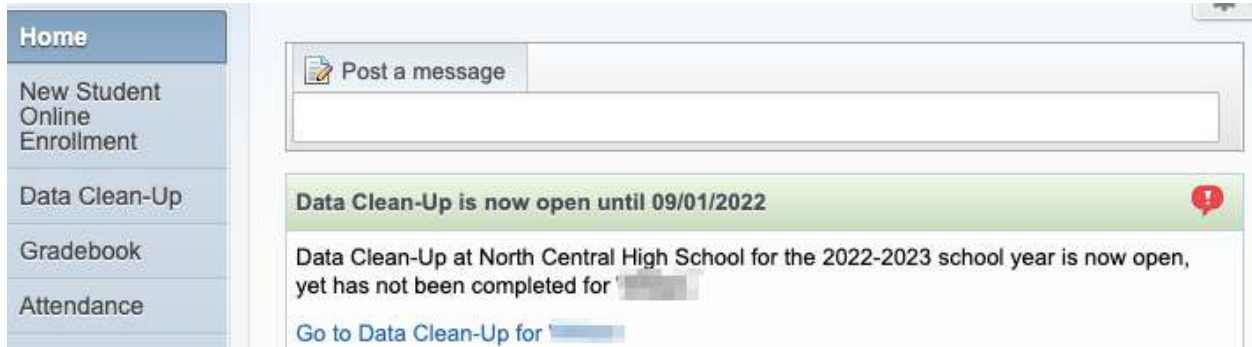 Home
New Student
Online
Enrollment
Data Clean-Up
Gradebook
Attendance
Post a message
Data Clean-Up is now open until 09/01/2022
Data Clean-Up at North Central High School for the 2022-2023 school year is now open,
yet has not been completed for
Go to Data Clean-Up for